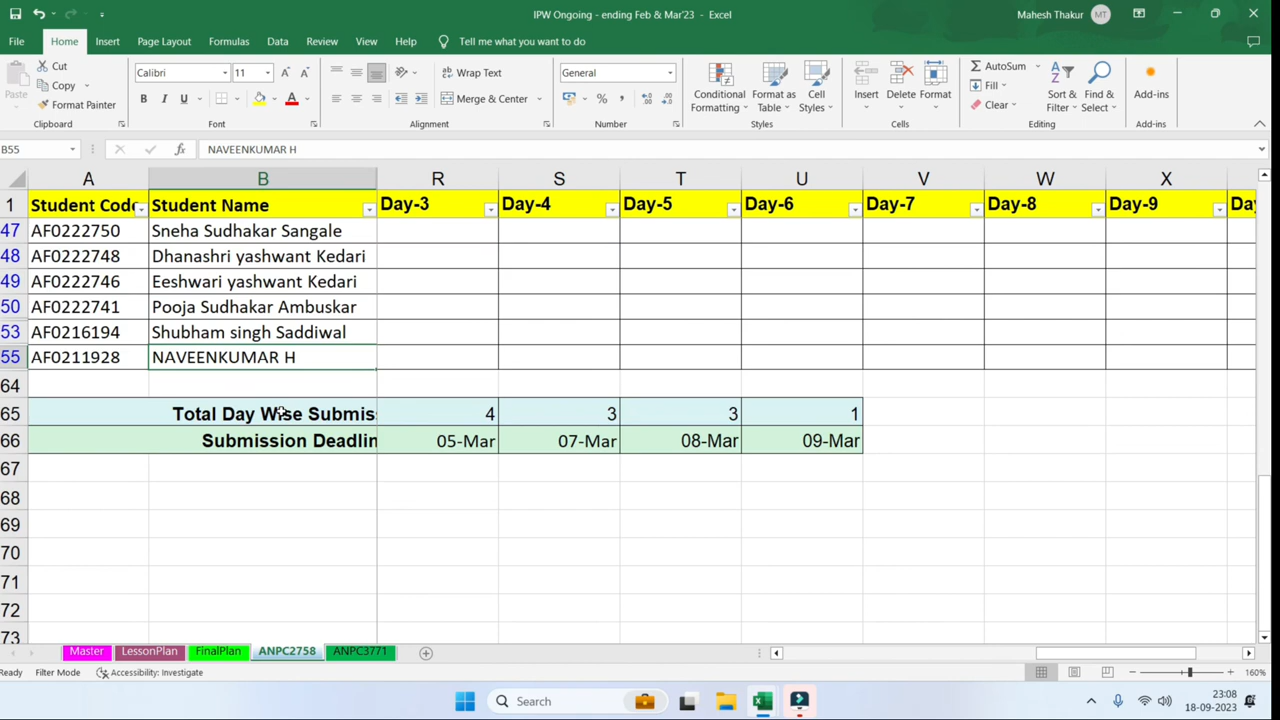 IPW Ongoing - ending Feb & Mar'23 - Excel
Mahesh Thakur MT
File Home Insert Page Layout Formulas Data Review View Help Tell me what you want to do
Paste
Cut
Copy
Format Painter
Clipboard
Calibri 11
B I U
Font
Wrap Text
Merge & Center
Alignment
General
%
Number
Conditional Formatting
Format as Table
Cell Styles
Styles
Insert Delete Format
Cells
AutoSum
Fill
Clear
Sort & Filter
Find & Select
Editing
Add-ins
Add-ins
B55 fx NAVEENKUMAR H
A B R S T U V W X
1 Student Code Student Name Day-3 Day-4 Day-5 Day-6 Day-7 Day-8 Day-9 Day
47 AF0222750 Sneha Sudhakar Sangale
48 AF0222748 Dhanashri yashwant Kedari
49 AF0222746 Eeshwari yashwant Kedari
50 AF0222741 Pooja Sudhakar Ambuskar
53 AF0216194 Shubham singh Saddiwal
55 AF0211928 NAVEENKUMAR H
64
65 Total Day Wise Submis 4 3 3 1
66 Submission Deadlin 05-Mar 07-Mar 08-Mar 09-Mar
67
68
69
70
71
72
73
Master LessonPlan FinalPlan ANPC2758 ANPC3771
Ready Filter Mode Accessibility: Investigate 160%
Search
23:08
18-09-2023